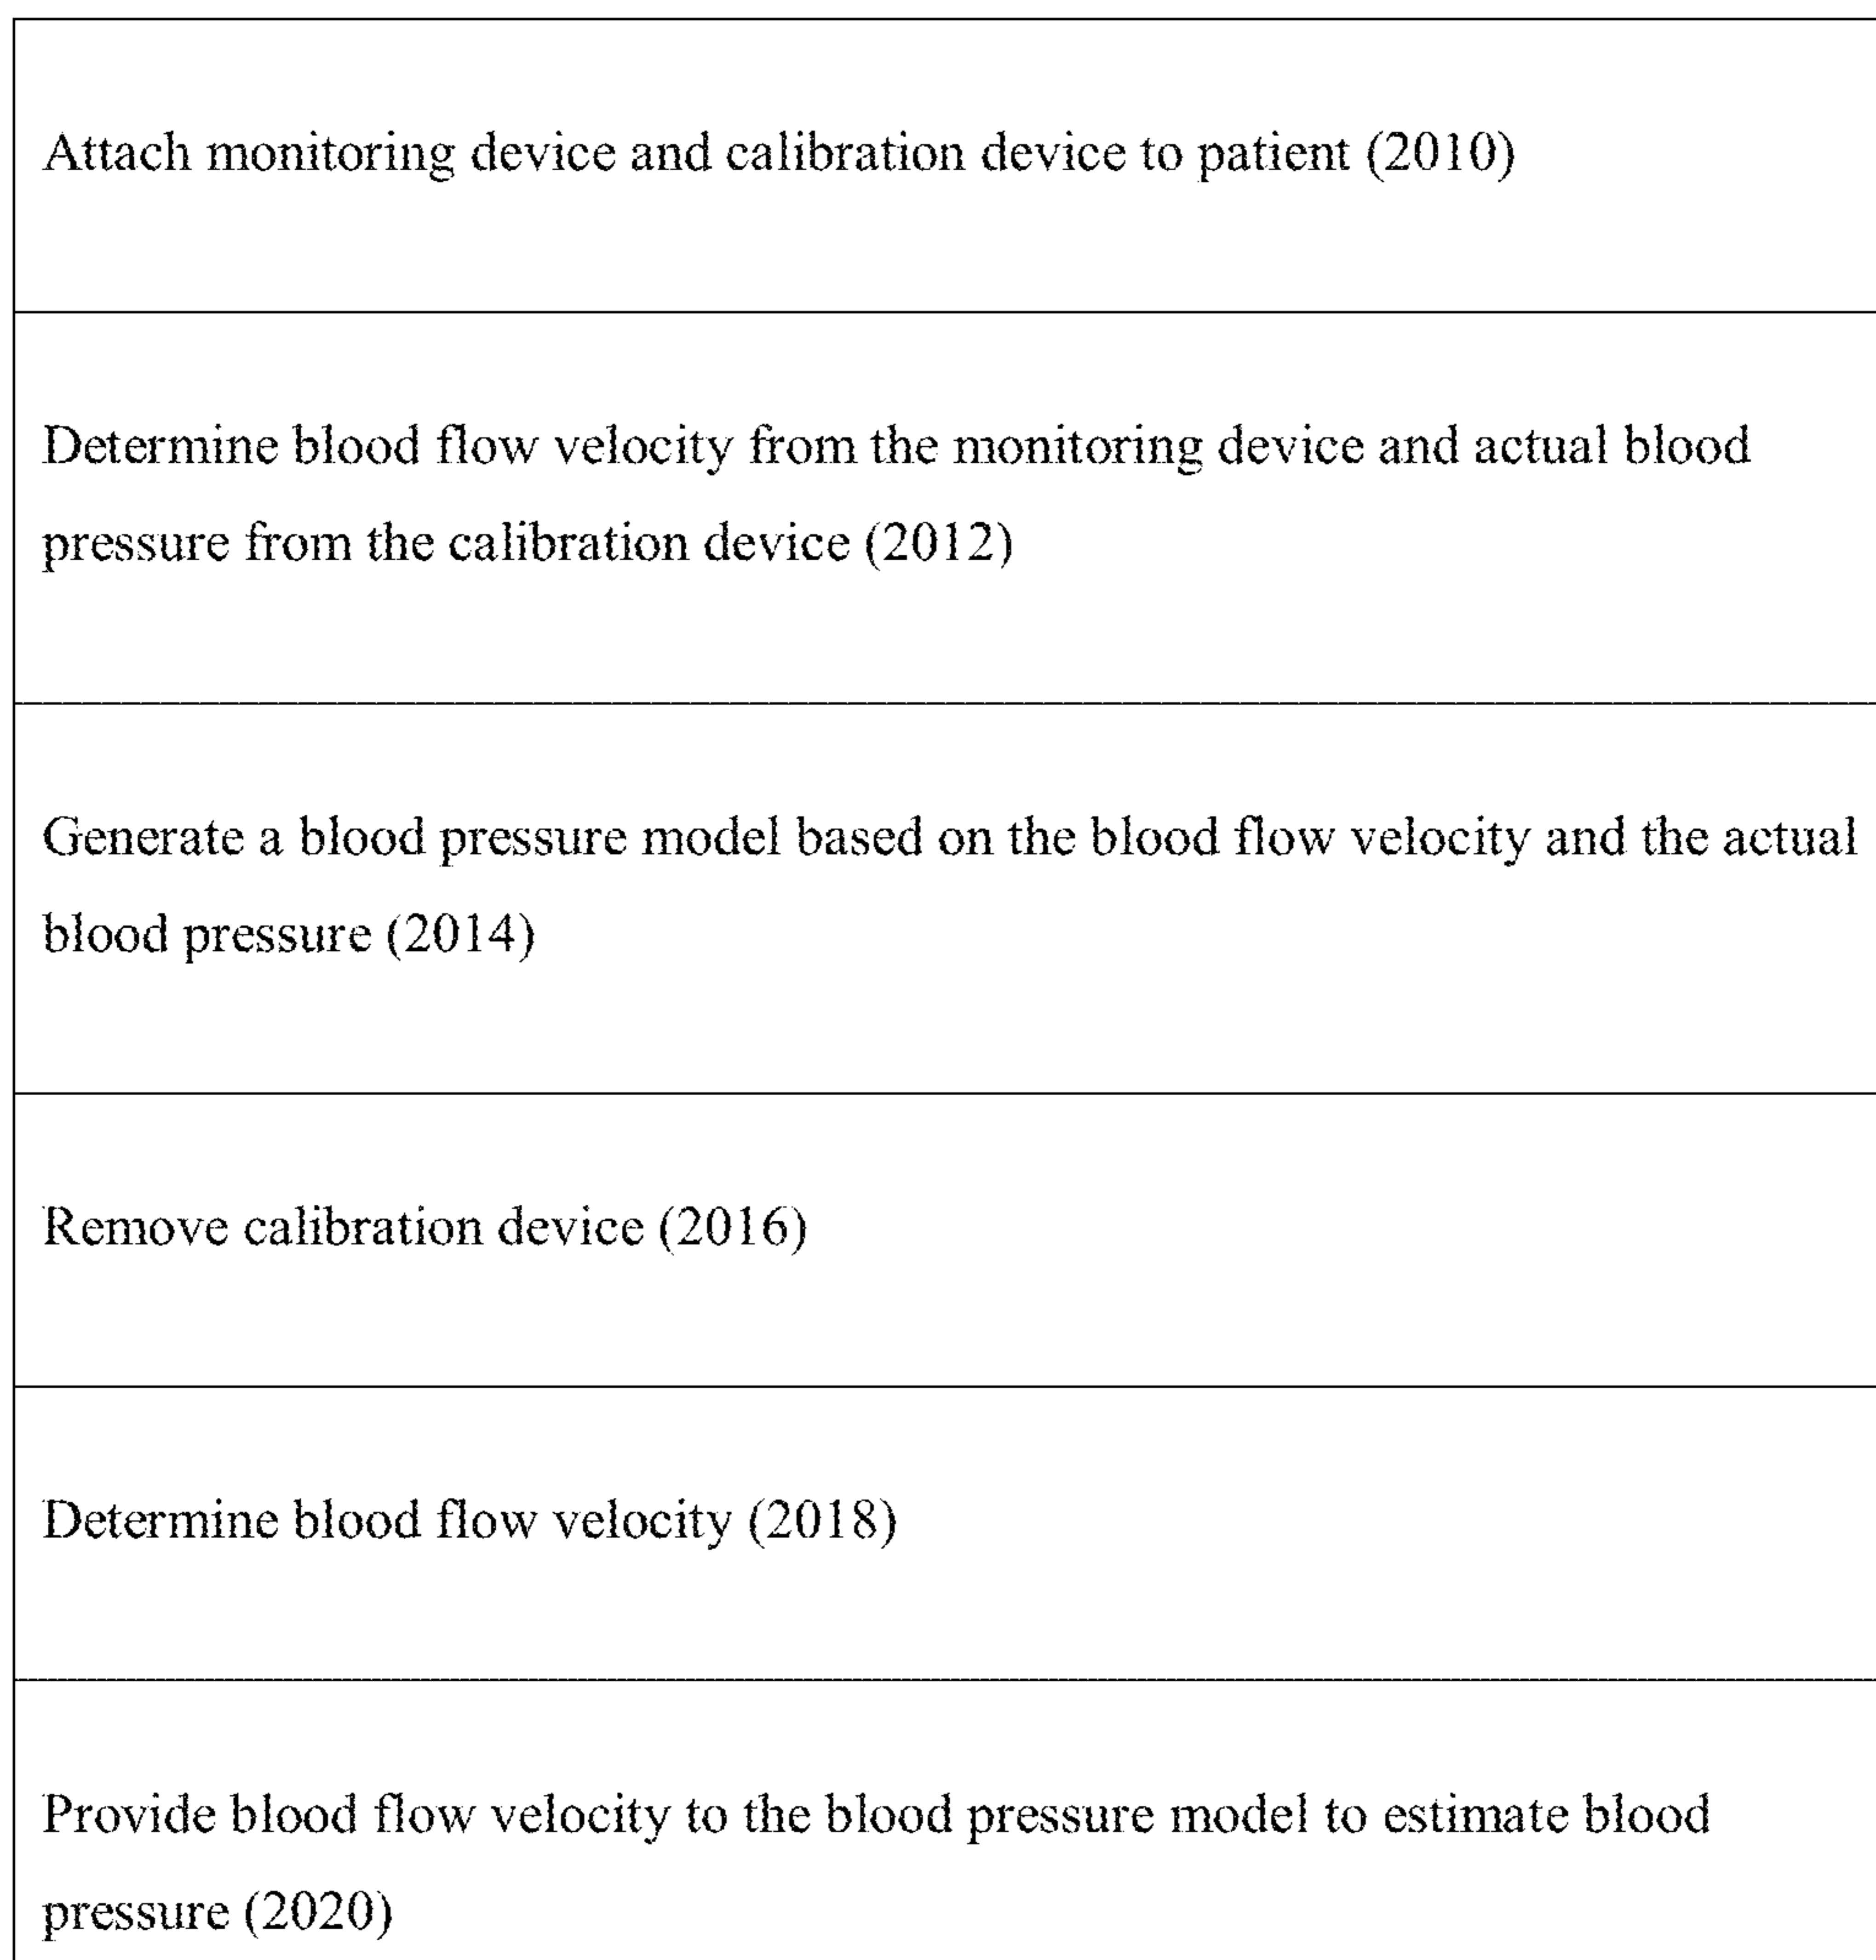 Attach monitoring device and calibration device to patient (2010)
Determine blood flow velocity from the monitoring device and actual blood
pressure from the calibration device (2012)
Generate a blood pressure model based on the blood flow velocity and the actual
blood pressure (2014)
Remove calibration device (2016)
Determine blood flow velocity (2018)
Provide blood flow velocity to the blood pressure model to estimate blood
pressure (2020)